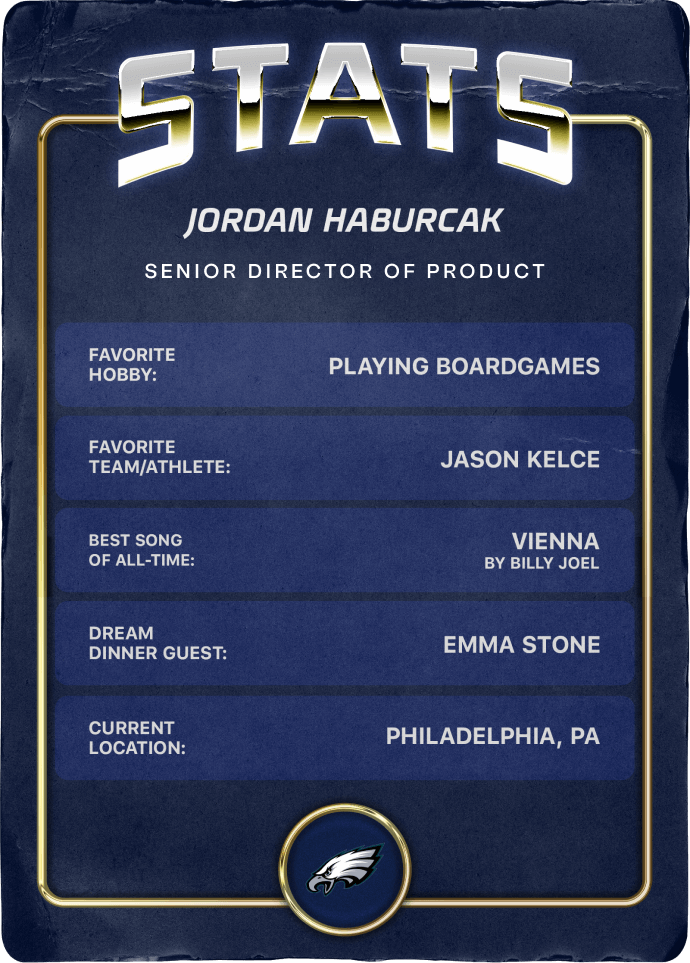 STATS
JORDAN HABURCAK
SENIOR DIRECTOR OF PRODUCT
FAVORITE
HOBBY:
PLAYING BOARDGAMES
FAVORITE
TEAM/ATHLETE:
JASON KELCE
BEST SONG
OF ALL-TIME:
VIENNA
BY BILLY JOEL
DREAM
DINNER GUEST:
EMMA STONE
CURRENT
LOCATION:
PHILADELPHIA, PA